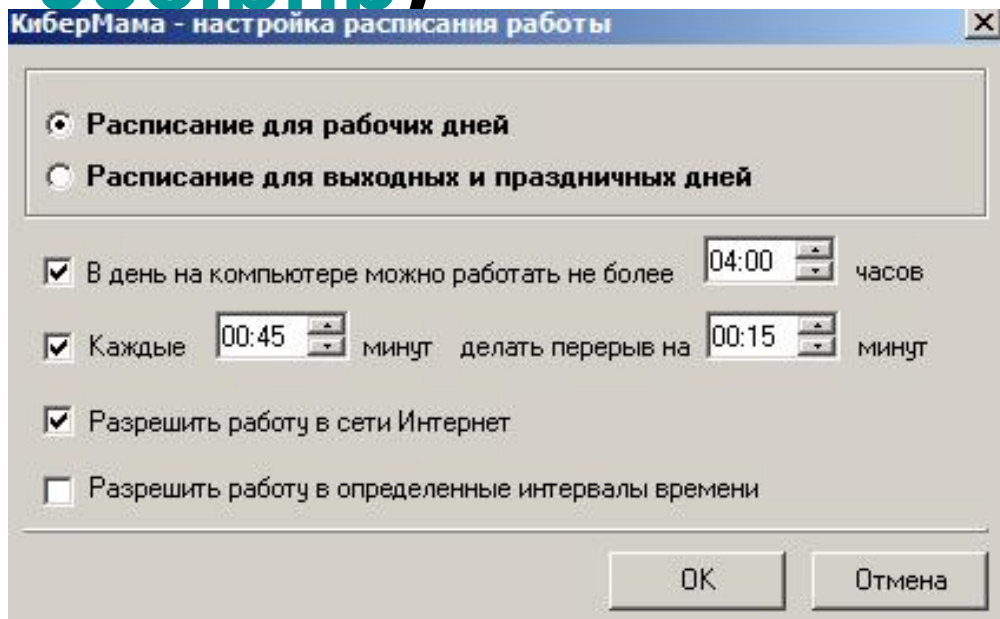 КиберМама - настройка расписания работы
Расписание для рабочих дней
Расписание для выходных и праздничных дней
В день на компьютере можно работать не более 04:00 часов
Каждые 00:45 минут делать перерыв на 00:15 минут
Разрешить работу в сети Интернет
Разрешить работу в определенные интервалы времени
OK Отмена